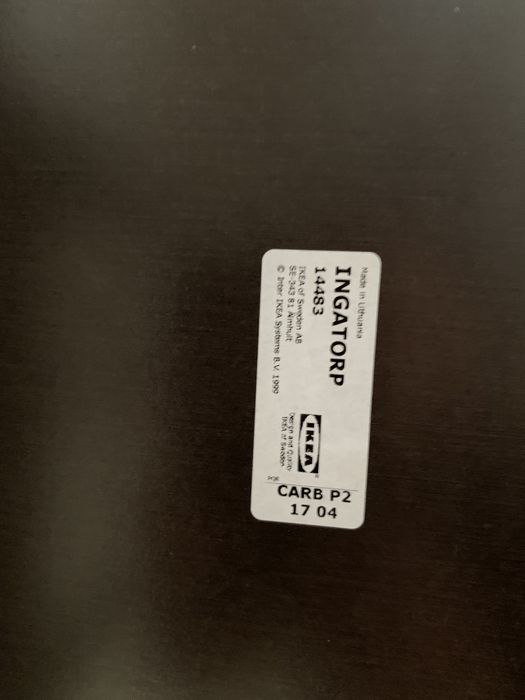 Made in Lithuania
INGATORP
14483
IKEA of Sweden AB
SE-343 81 Älmhult
© Inter IKEA Systems B.V. 1999
IKEA
®
Design and Quality
IKEA of Sweden
CARB P2
17 04